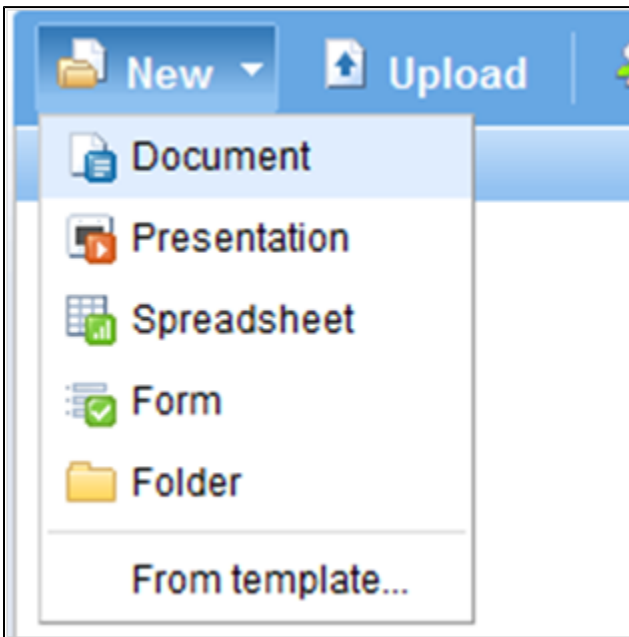 New Upload
Document
Presentation
Spreadsheet
Form
Folder
From template...